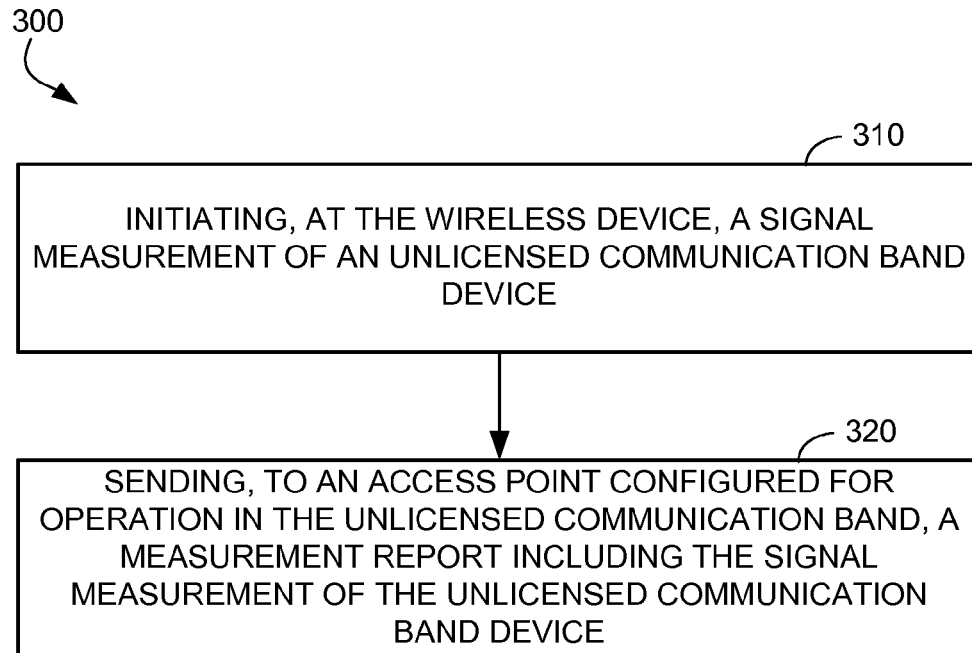 300
310
INITIATING, AT THE WIRELESS DEVICE, A SIGNAL
MEASUREMENT OF AN UNLICENSED COMMUNICATION BAND
DEVICE
320
SENDING, TO AN ACCESS POINT CONFIGURED FOR
OPERATION IN THE UNLICENSED COMMUNICATION BAND, A
MEASUREMENT REPORT INCLUDING THE SIGNAL
MEASUREMENT OF THE UNLICENSED COMMUNICATION
BAND DEVICE